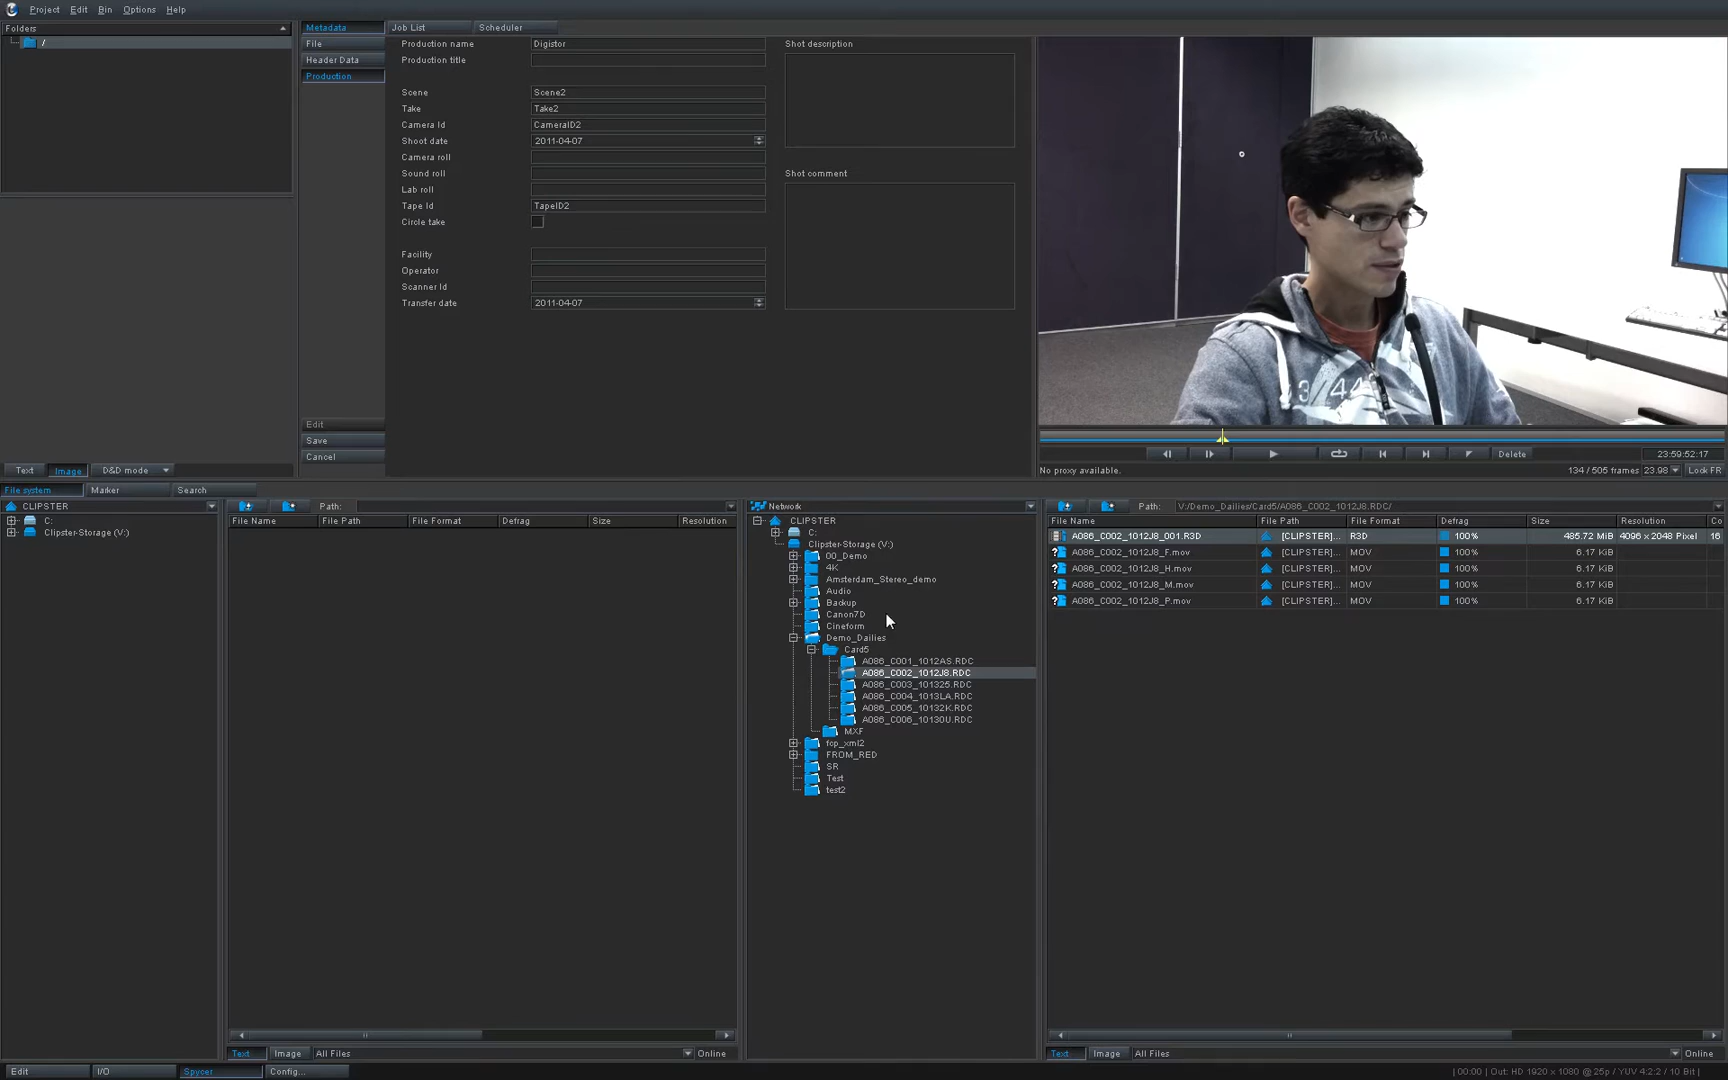 Project Edit Bin Options Help
Folders
/
Text Image D&D mode
Metadata Job List Scheduler
File
Header Data
Production
Edit
Save
Cancel
Production name Digistor
Production title
Scene Scene2
Take Take2
Camera Id CameraID2
Shoot date 2011-04-07
Camera roll
Sound roll
Lab roll
Tape Id TapeID2
Circle take
Facility
Operator
Scanner Id
Transfer date 2011-04-07
Shot description
Shot comment
Delete 23:59:52:17
No proxy available. 134 / 505 frames 23.98 Lock FR
File system Marker Search
CLIPSTER
C:
Clipster-Storage (V:)
Path:
File Name File Path File Format Defrag Size Resolution
Text Image All Files Online
Network
CLIPSTER
C:
Clipster-Storage (V:)
00_Demo
4K
Amsterdam_Stereo_demo
Audio
Backup
Canon7D
Cineform
Demo_Dailies
Card5
A086_C001_1012AS.RDC
A086_C002_1012J8.RDC
A086_C003_101325.RDC
A086_C004_1013LA.RDC
A086_C005_10132K.RDC
A086_C006_10130U.RDC
MXF
fcp_xml2
FROM_RED
SR
Test
test2
Path: V:/Demo_Dailies/Card5/A086_C002_1012J8.RDC/
File Name File Path File Format Defrag Size Resolution Co
A086_C002_1012J8_001.R3D [CLIPSTER]... R3D 100% 485.72 MiB 4096 x 2048 Pixel 16
A086_C002_1012J8_F.mov [CLIPSTER]... MOV 100% 6.17 KiB
A086_C002_1012J8_H.mov [CLIPSTER]... MOV 100% 6.17 KiB
A086_C002_1012J8_M.mov [CLIPSTER]... MOV 100% 6.17 KiB
A086_C002_1012J8_P.mov [CLIPSTER]... MOV 100% 6.17 KiB
Text Image All Files Online
Edit I/O Spycer Config... | 00:00 | Out: HD 1920 x 1080 @ 25p / YUV 4:2:2 / 10 Bit |